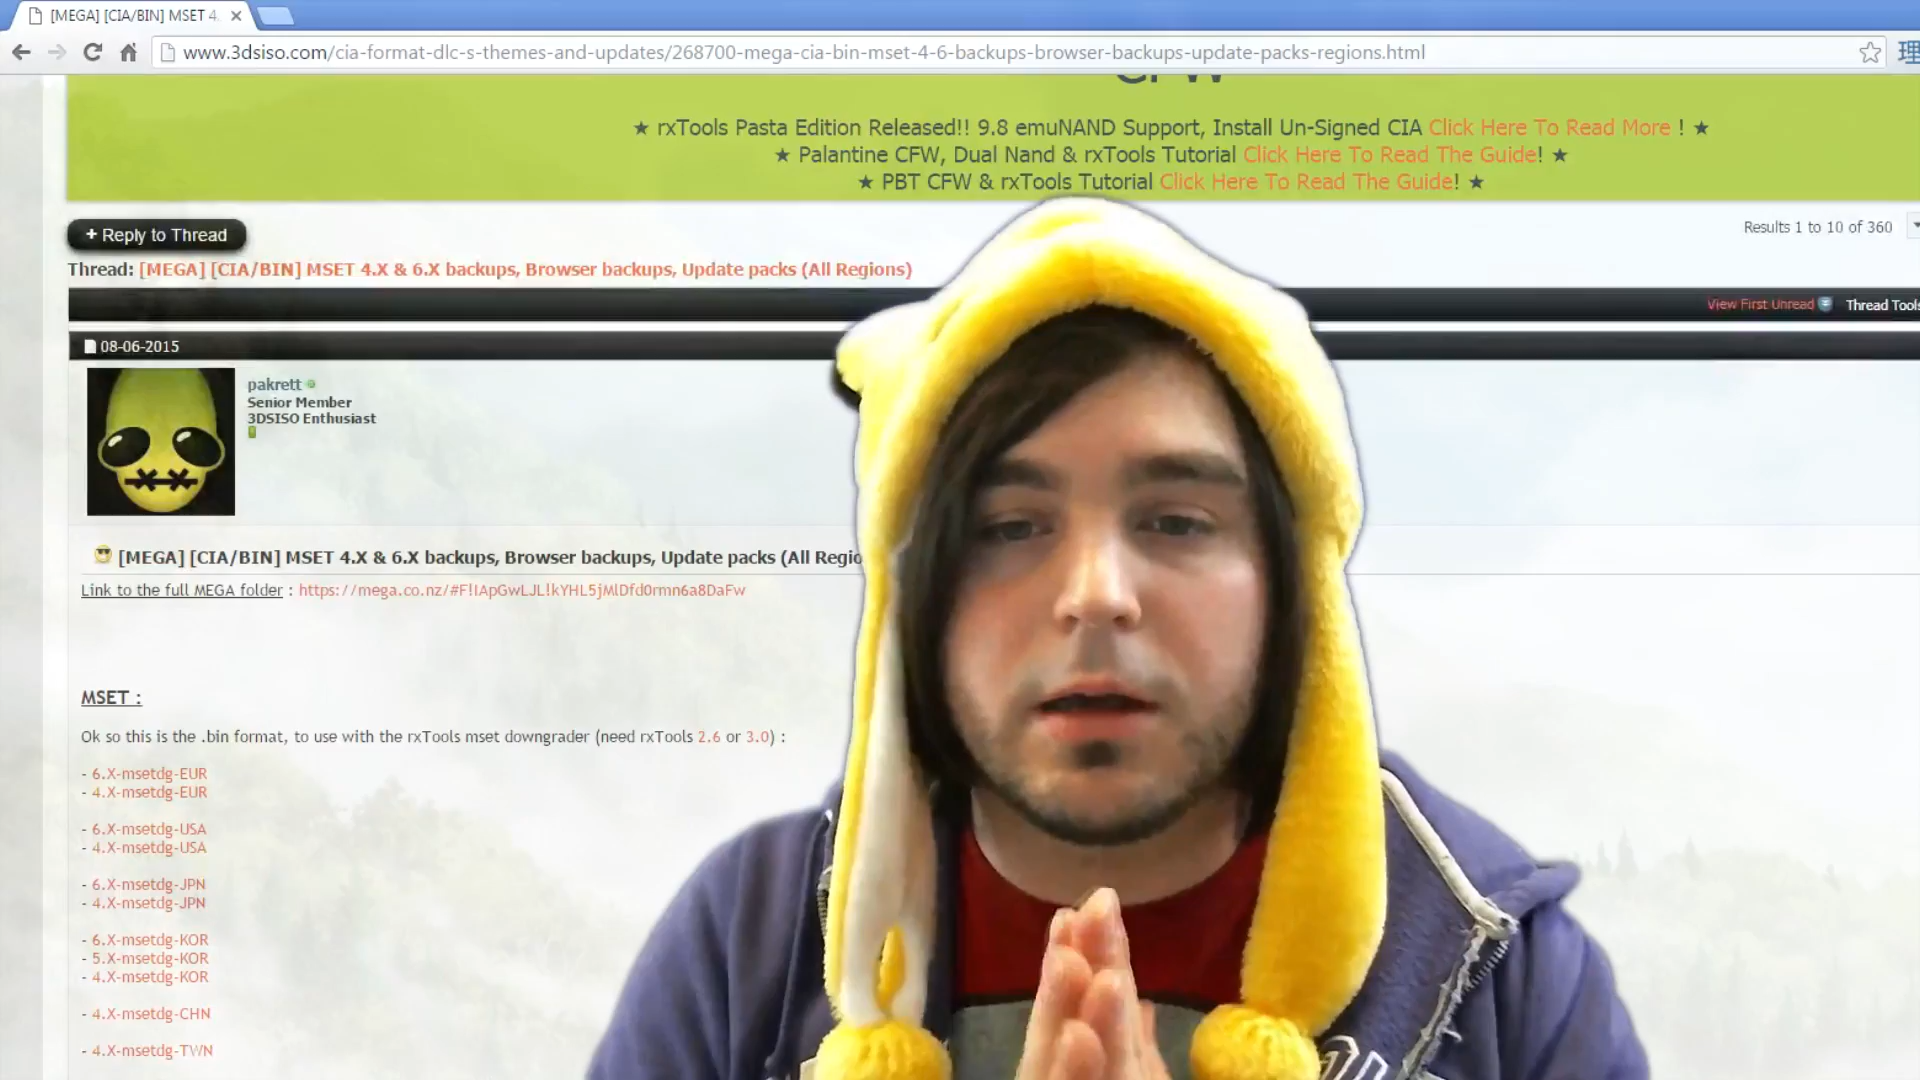 [MEGA] [CIA/BIN] MSET 4.
www.3dsiso.com/cia-format-dlc-s-themes-and-updates/268700-mega-cia-bin-mset-4-6-backups-browser-backups-update-packs-regions.html
CFW
★ rxTools Pasta Edition Released!! 9.8 emuNAND Support, Install Un-Signed CIA Click Here To Read More ! ★
★ Palantine CFW, Dual Nand & rxTools Tutorial Click Here To Read The Guide! ★
★ PBT CFW & rxTools Tutorial Click Here To Read The Guide! ★
+ Reply to Thread
Results 1 to 10 of 360
Thread: [MEGA] [CIA/BIN] MSET 4.X & 6.X backups, Browser backups, Update packs (All Regions)
View First Unread Thread Tools
08-06-2015
pakrett
Senior Member
3DSISO Enthusiast
[MEGA] [CIA/BIN] MSET 4.X & 6.X backups, Browser backups, Update packs (All Regio
Link to the full MEGA folder : https://mega.co.nz/#F!IApGwLJL!kYHL5jMlDfd0rmn6a8DaFw
MSET :
Ok so this is the .bin format, to use with the rxTools mset downgrader (need rxTools 2.6 or 3.0) :
- 6.X-msetdg-EUR
- 4.X-msetdg-EUR
- 6.X-msetdg-USA
- 4.X-msetdg-USA
- 6.X-msetdg-JPN
- 4.X-msetdg-JPN
- 6.X-msetdg-KOR
- 5.X-msetdg-KOR
- 4.X-msetdg-KOR
- 4.X-msetdg-CHN
- 4.X-msetdg-TWN